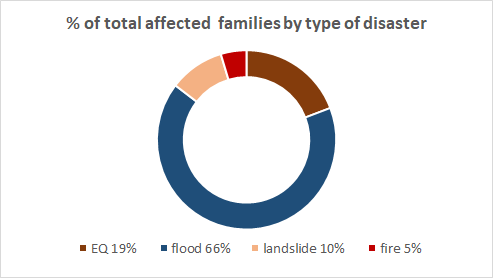 % of total affected families by type of disaster
EQ 19% flood 66% landslide 10% fire 5%